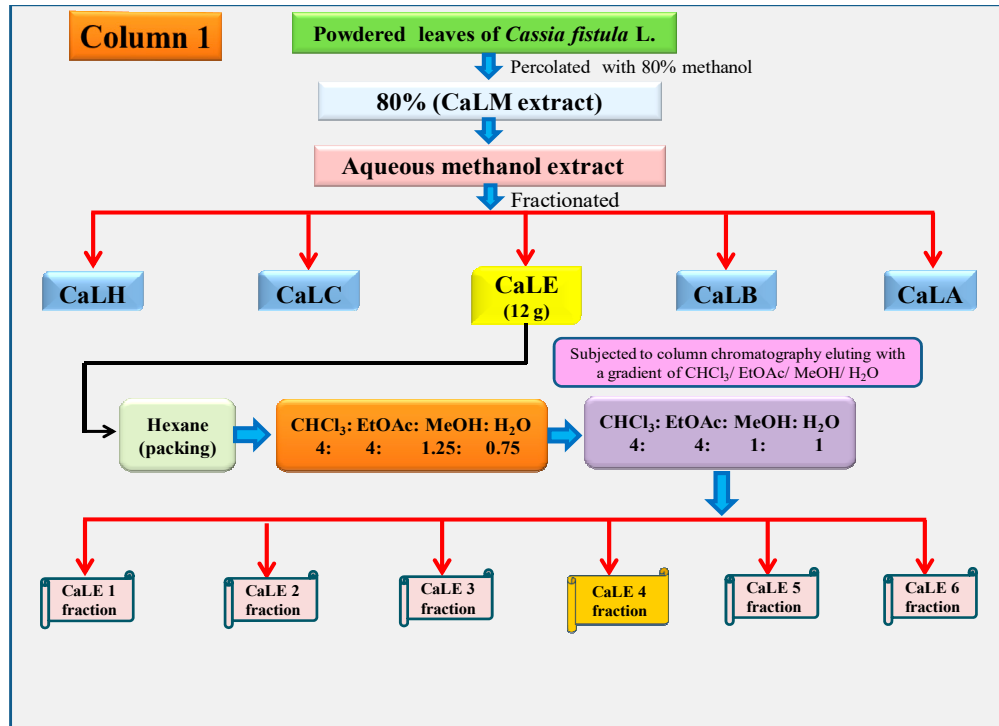 Column 1
Powdered leaves of Cassia fistula L.
Percolated with 80% methanol
80% (CaLM extract)
Aqueous methanol extract
Fractionated
CaLH
CaLC
CaLE
(12 g)
CaLB
CaLA
Subjected to column chromatography eluting with
a gradient of CHCl₃/ EtOAc/ MeOH/ H₂O
Hexane
(packing)
CHCl₃: EtOAc: MeOH: H₂O
4: 4: 1.25: 0.75
CHCl₃: EtOAc: MeOH: H₂O
4: 4: 1: 1
CaLE 1
fraction
CaLE 2
fraction
CaLE 3
fraction
CaLE 4
fraction
CaLE 5
fraction
CaLE 6
fraction